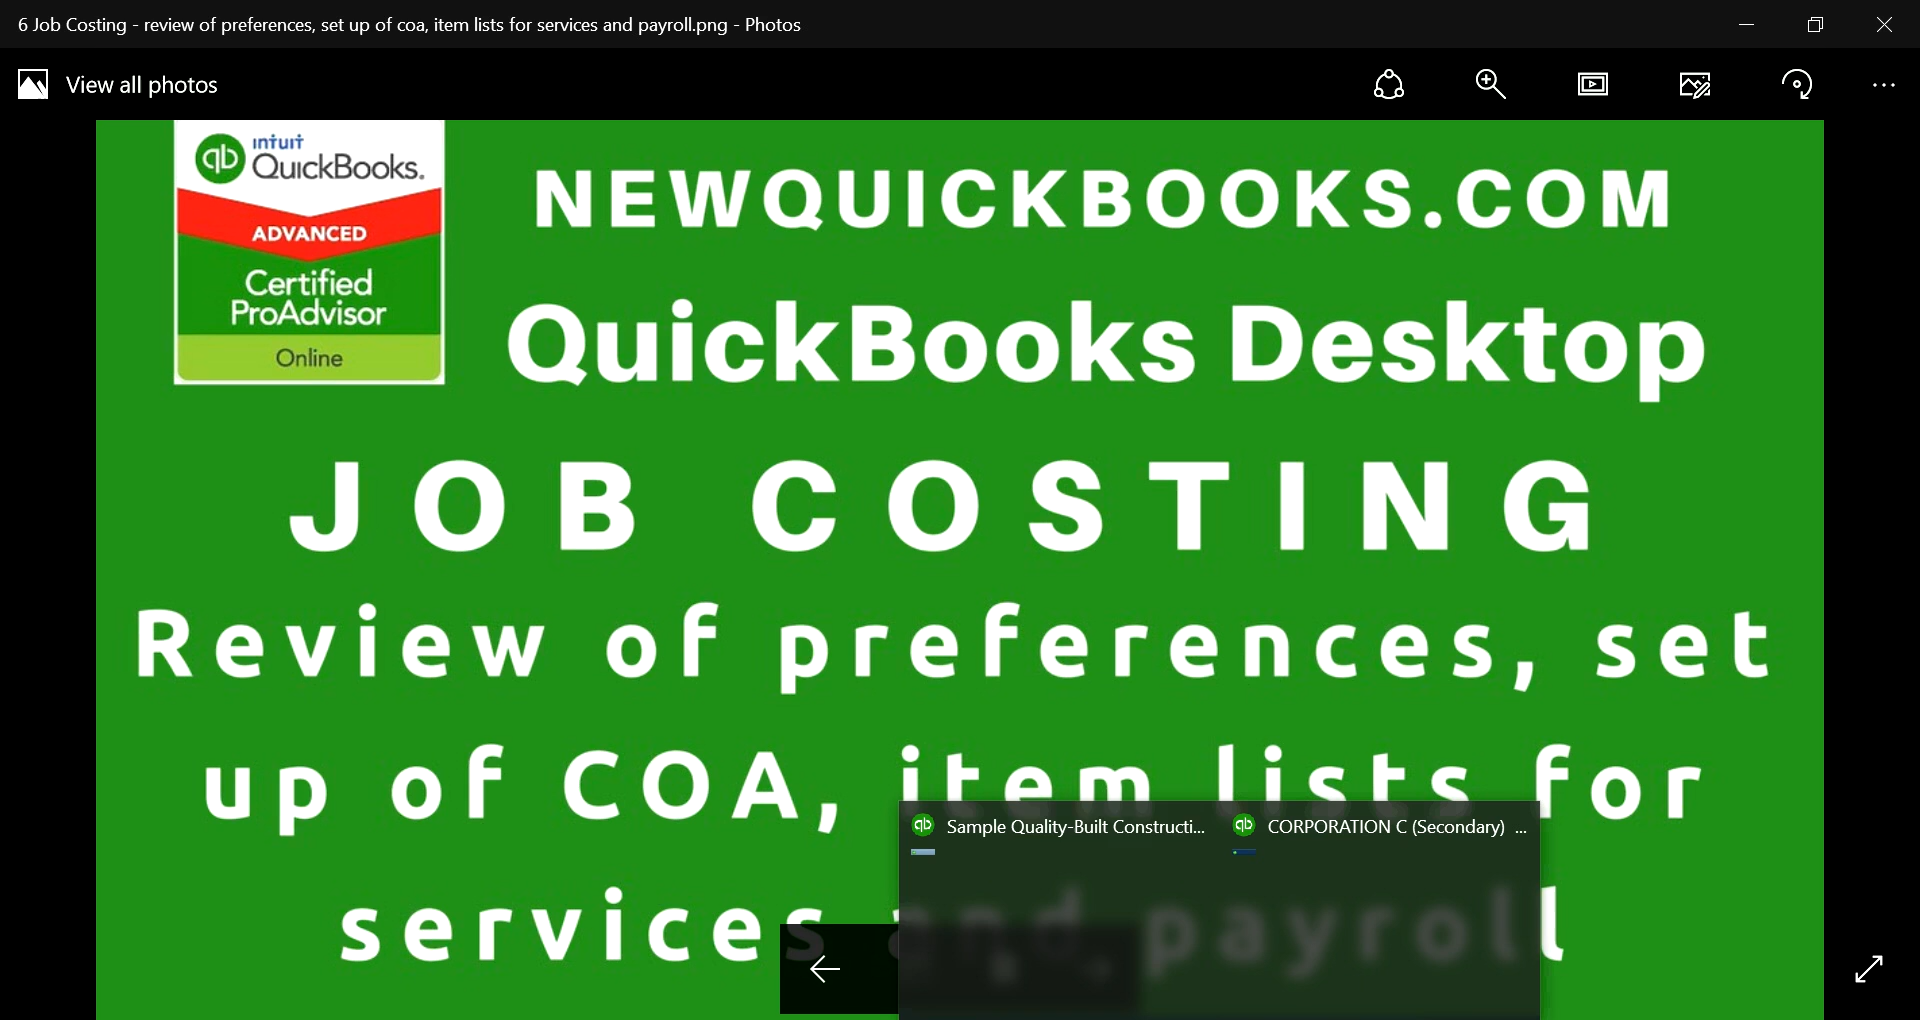 6 Job Costing - review of preferences, set up of coa, item lists for services and payroll.png - Photos
View all photos
intuit
QuickBooks.
ADVANCED
Certified
ProAdvisor
Online
NEWQUICKBOOKS.COM
QuickBooks Desktop
JOB COSTING
Review of preferences, set
up of COA, item lists for
services and payroll
Sample Quality-Built Constructi...
CORPORATION C (Secondary) ...